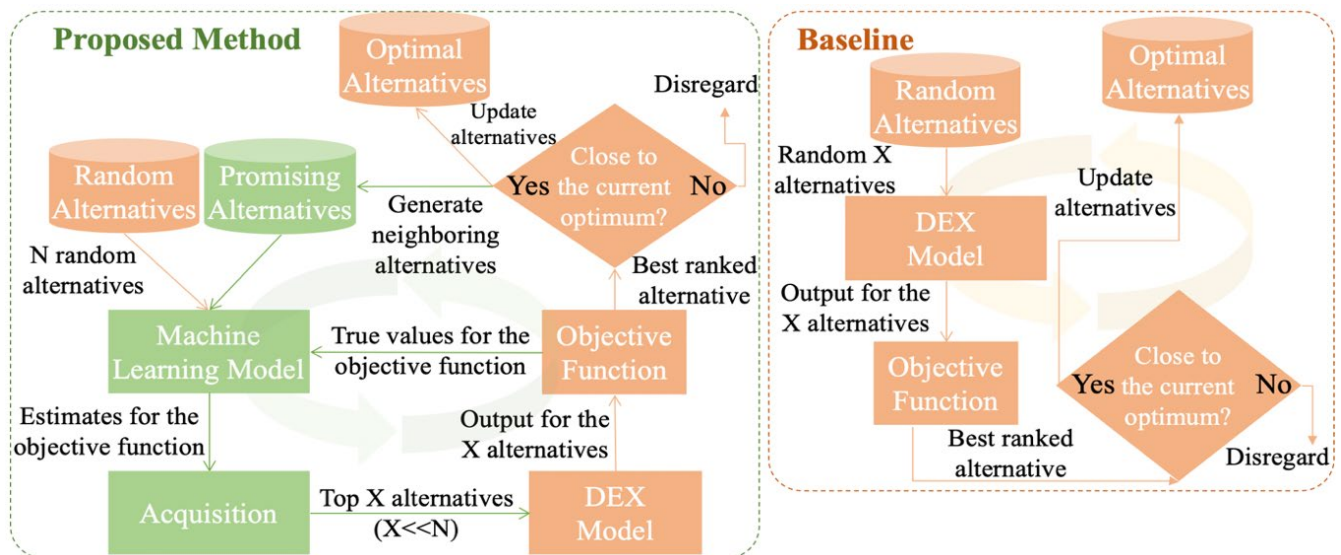 Proposed Method
Optimal
Alternatives
Disregard
Update
alternatives
Random
Alternatives
Promising
Alternatives
Yes
Close to
the current
optimum?
No
Generate
neighboring
alternatives
N random
alternatives
Best ranked
alternative
Machine
Learning Model
True values for the
objective function
Objective
Function
Estimates for the
objective function
Output for the
X alternatives
Acquisition
Top X alternatives
(X<<N)
DEX
Model
Baseline
Random
Alternatives
Optimal
Alternatives
Random X
alternatives
Update
alternatives
DEX
Model
Output for the
X alternatives
Objective
Function
Yes
Close to
the current
optimum?
No
Best ranked
alternative
Disregard